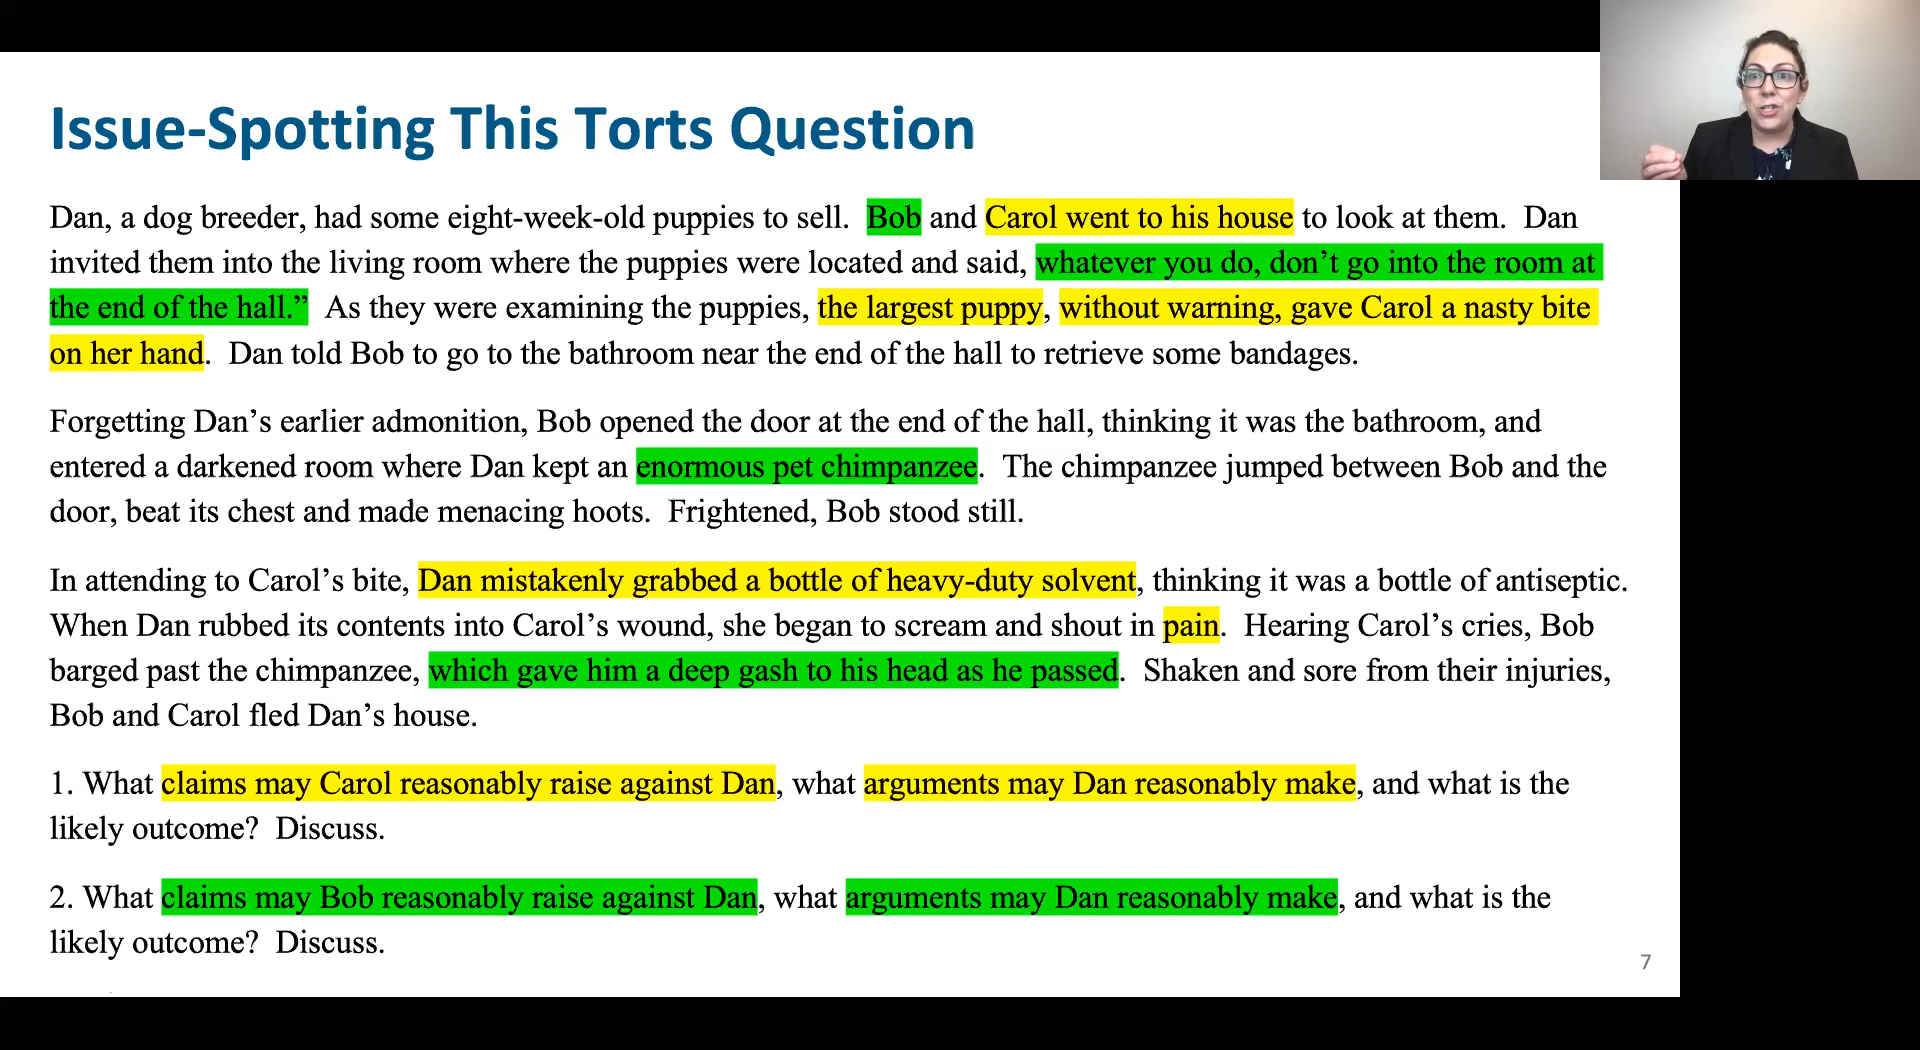 Issue-Spotting This Torts Question
Dan, a dog breeder, had some eight-week-old puppies to sell.  Bob and Carol went to his house to look at them.  Dan
invited them into the living room where the puppies were located and said, whatever you do, don’t go into the room at
the end of the hall.”  As they were examining the puppies, the largest puppy, without warning, gave Carol a nasty bite
on her hand.  Dan told Bob to go to the bathroom near the end of the hall to retrieve some bandages.
Forgetting Dan’s earlier admonition, Bob opened the door at the end of the hall, thinking it was the bathroom, and
entered a darkened room where Dan kept an enormous pet chimpanzee.  The chimpanzee jumped between Bob and the
door, beat its chest and made menacing hoots.  Frightened, Bob stood still.
In attending to Carol’s bite, Dan mistakenly grabbed a bottle of heavy-duty solvent, thinking it was a bottle of antiseptic.
When Dan rubbed its contents into Carol’s wound, she began to scream and shout in pain.  Hearing Carol’s cries, Bob
barged past the chimpanzee, which gave him a deep gash to his head as he passed.  Shaken and sore from their injuries,
Bob and Carol fled Dan’s house.
1. What claims may Carol reasonably raise against Dan, what arguments may Dan reasonably make, and what is the
likely outcome?  Discuss.
2. What claims may Bob reasonably raise against Dan, what arguments may Dan reasonably make, and what is the
likely outcome?  Discuss.
7